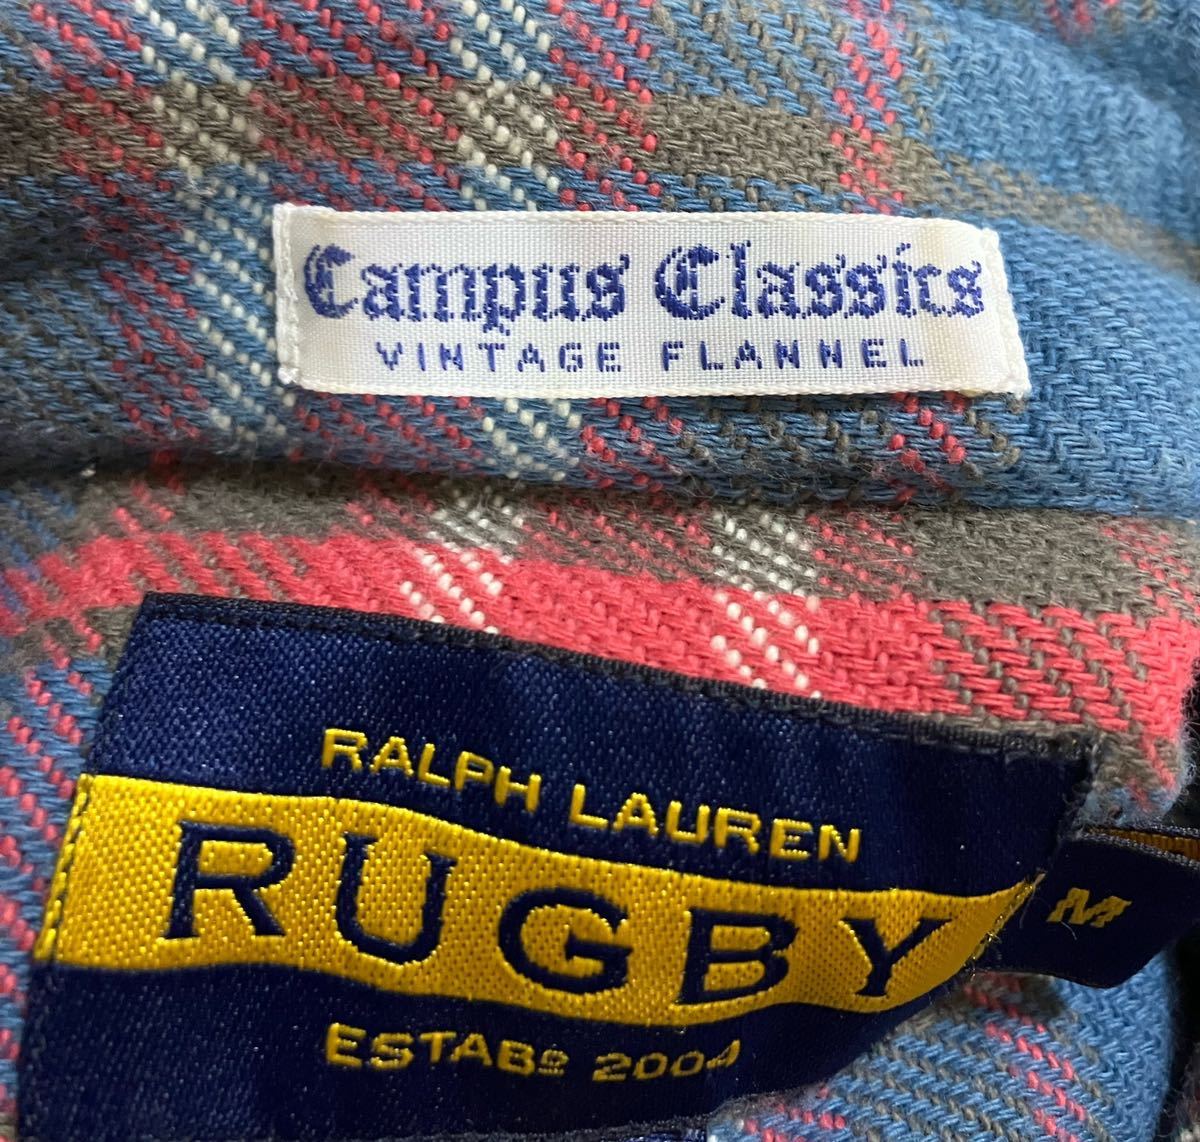 Campus Classics
VINTAGE FLANNEL
RALPH LAUREN
RUGBY
M
ESTABD 2004